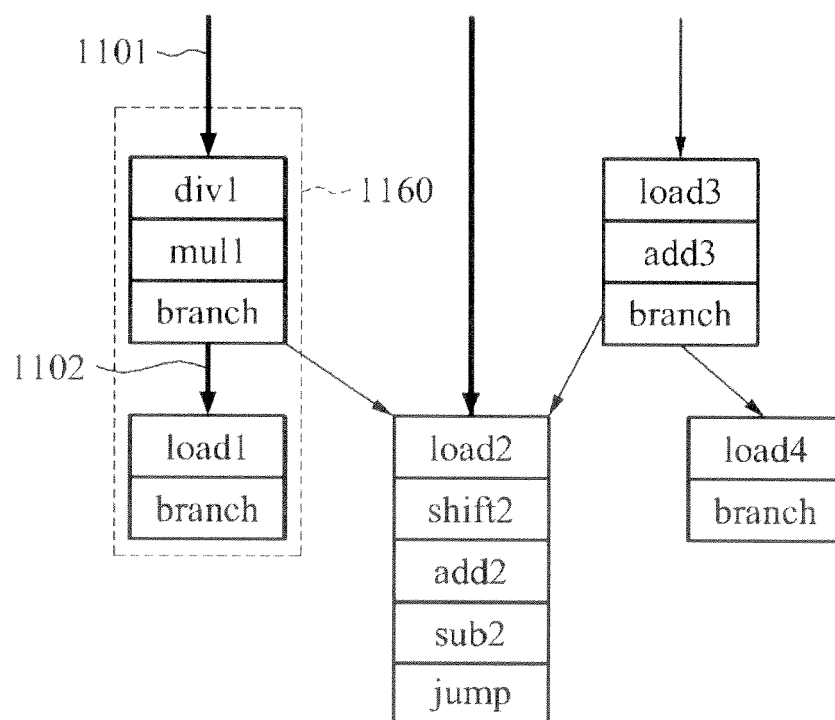 1101
div1
1160
load3
mul1
add3
branch
branch
1102
load1
load2
load4
branch
shift2
branch
add2
sub2
jump